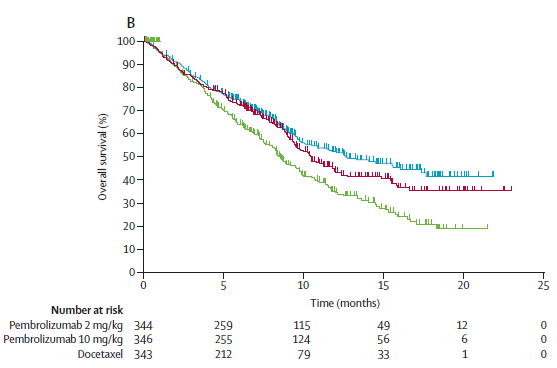 B
100
90
80
70
60
50
40
30
20
10
0
Overall survival (%)
0 5 10 15 20 25
Time (months)
Number at risk
Pembrolizumab 2 mg/kg 344 259 115 49 12 0
Pembrolizumab 10 mg/kg 346 255 124 56 6 0
Docetaxel 343 212 79 33 1 0